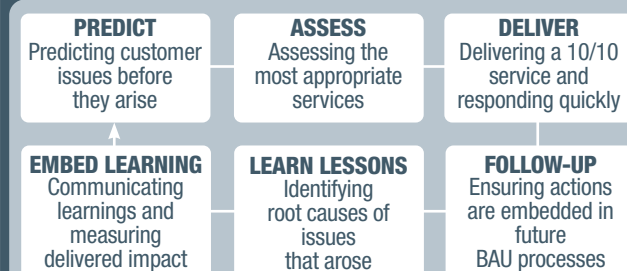 PREDICT
Predicting customer
issues before
they arise
ASSESS
Assessing the
most appropriate
services
DELIVER
Delivering a 10/10
service and
responding quickly
EMBED LEARNING
Communicating
learnings and
measuring
delivered impact
LEARN LESSONS
Identifying
root causes of
issues
that arose
FOLLOW-UP
Ensuring actions
are embedded in
future
BAU processes